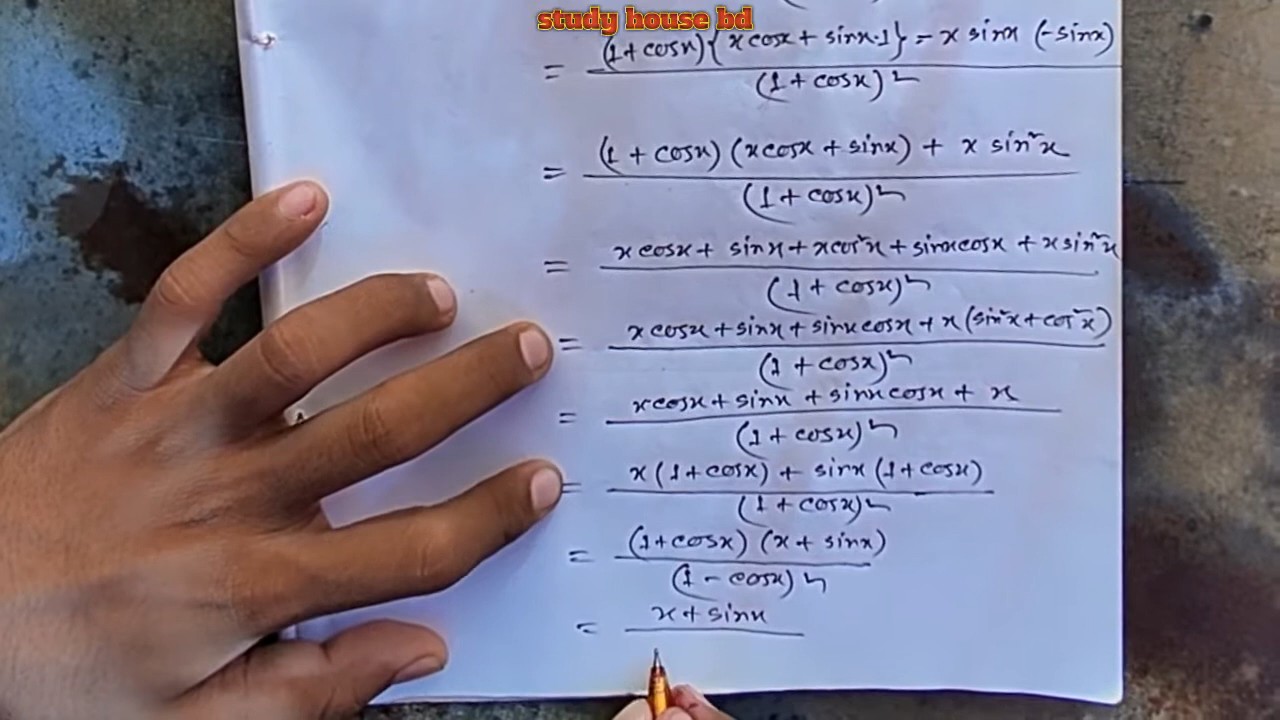 study house bd
= (1+cosx){xcosx+sinx·1} - x sinx (-sinx)
(1+cosx)²
= (1+cosx)(xcosx+sinx) + x sin²x
(1+cosx)²
= xcosx + sinx + xcos²x + sinxcosx + xsin²x
(1+cosx)²
= xcosx + sinx + sinxcosx + x(sin²x+cos²x)
(1+cosx)²
= xcosx + sinx + sinxcosx + x
(1+cosx)²
= x(1+cosx) + sinx(1+cosx)
(1+cosx)²
= (1+cosx)(x+sinx)
(1-cosx)²
= x+sinx